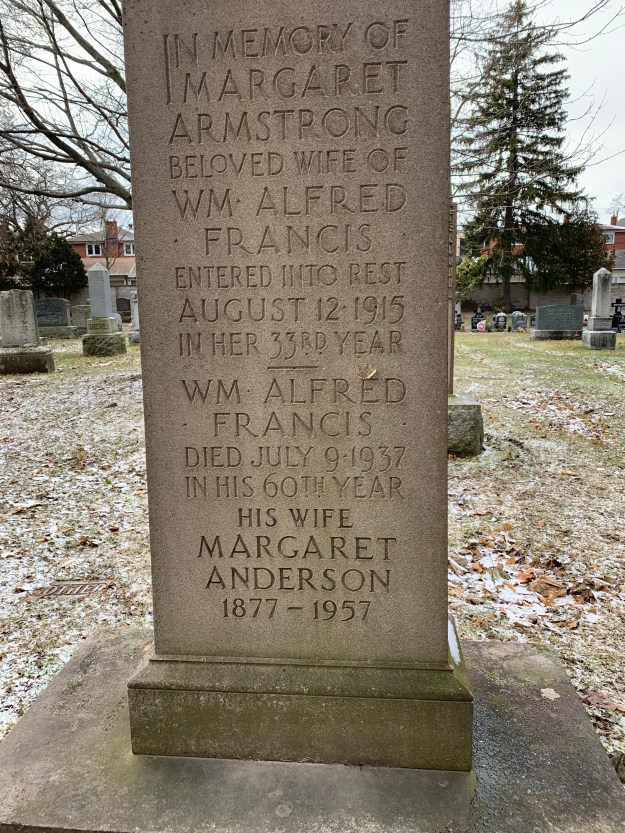 IN MEMORY OF
MARGARET
ARMSTRONG
BELOVED WIFE OF
WM· ALFRED
· FRANCIS ·
ENTERED INTO REST
AUGUST 12·1915
IN HER 33RD YEAR
WM· ALFRED
· FRANCIS ·
DIED JULY 9·1937
IN HIS 60TH YEAR
HIS WIFE
MARGARET
ANDERSON
1877 – 1957